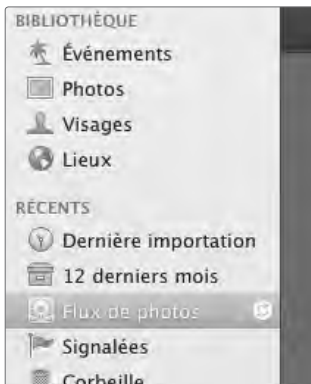 BIBLIOTHÈQUE
Événements
Photos
Visages
Lieux
RÉCENTS
Dernière importation
12 derniers mois
Flux de photos
Signalées
Corbeille